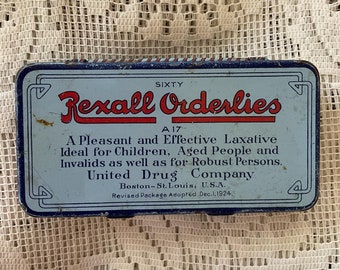 SIXTY
Rexall Orderlies
A 17
A Pleasant and Effective Laxative
Ideal for Children, Aged People and
Invalids as well as for Robust Persons.
United Drug Company
Boston-St. Louis, U.S.A.
Revised Package Adopted Dec. 1, 1924.